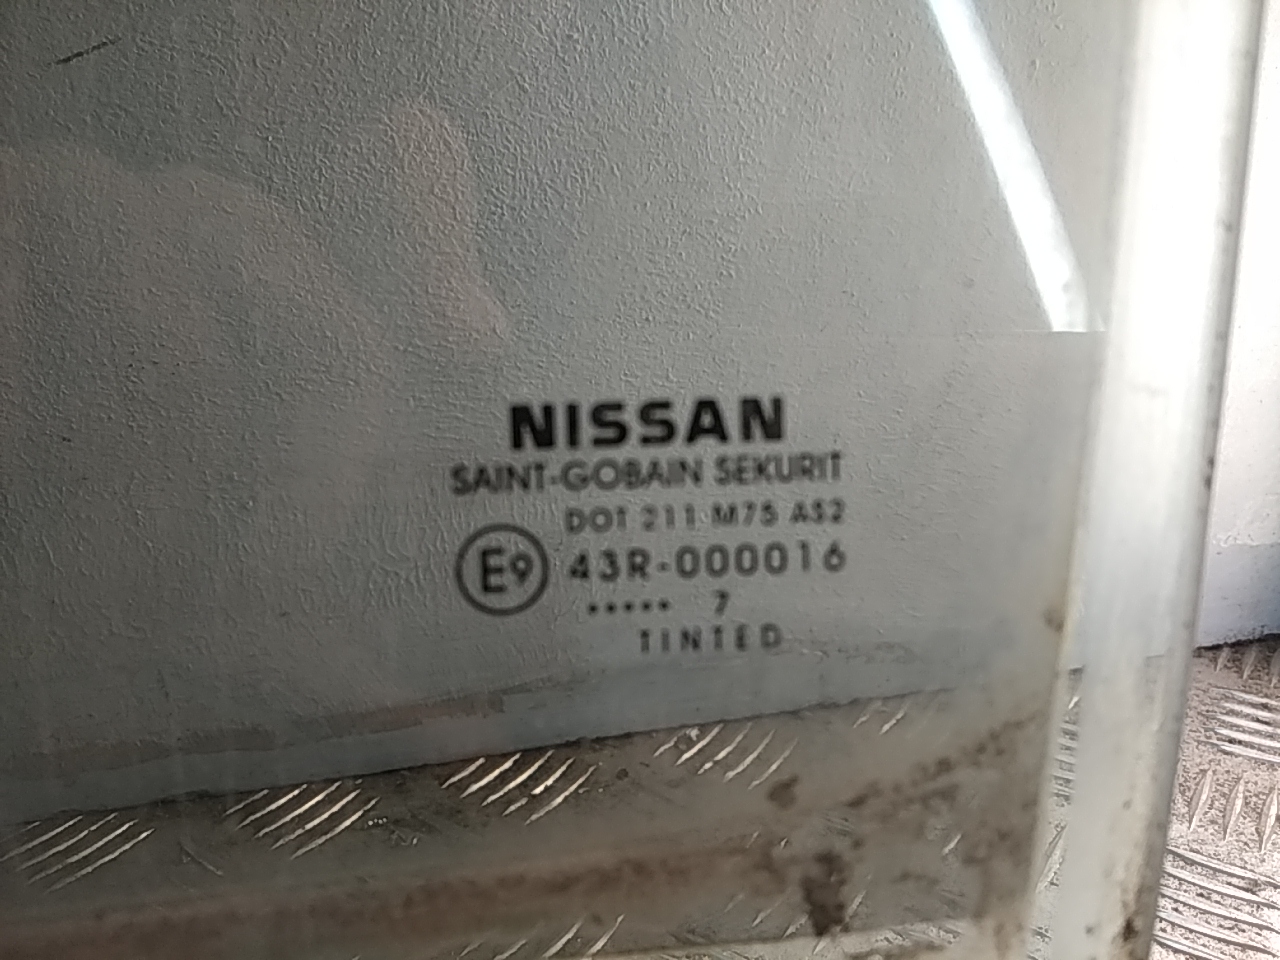 NISSAN
SAINT-GOBAIN SEKURIT
DOT 211 M75 AS2
E9 43R-000016
••••• 7
TINTED